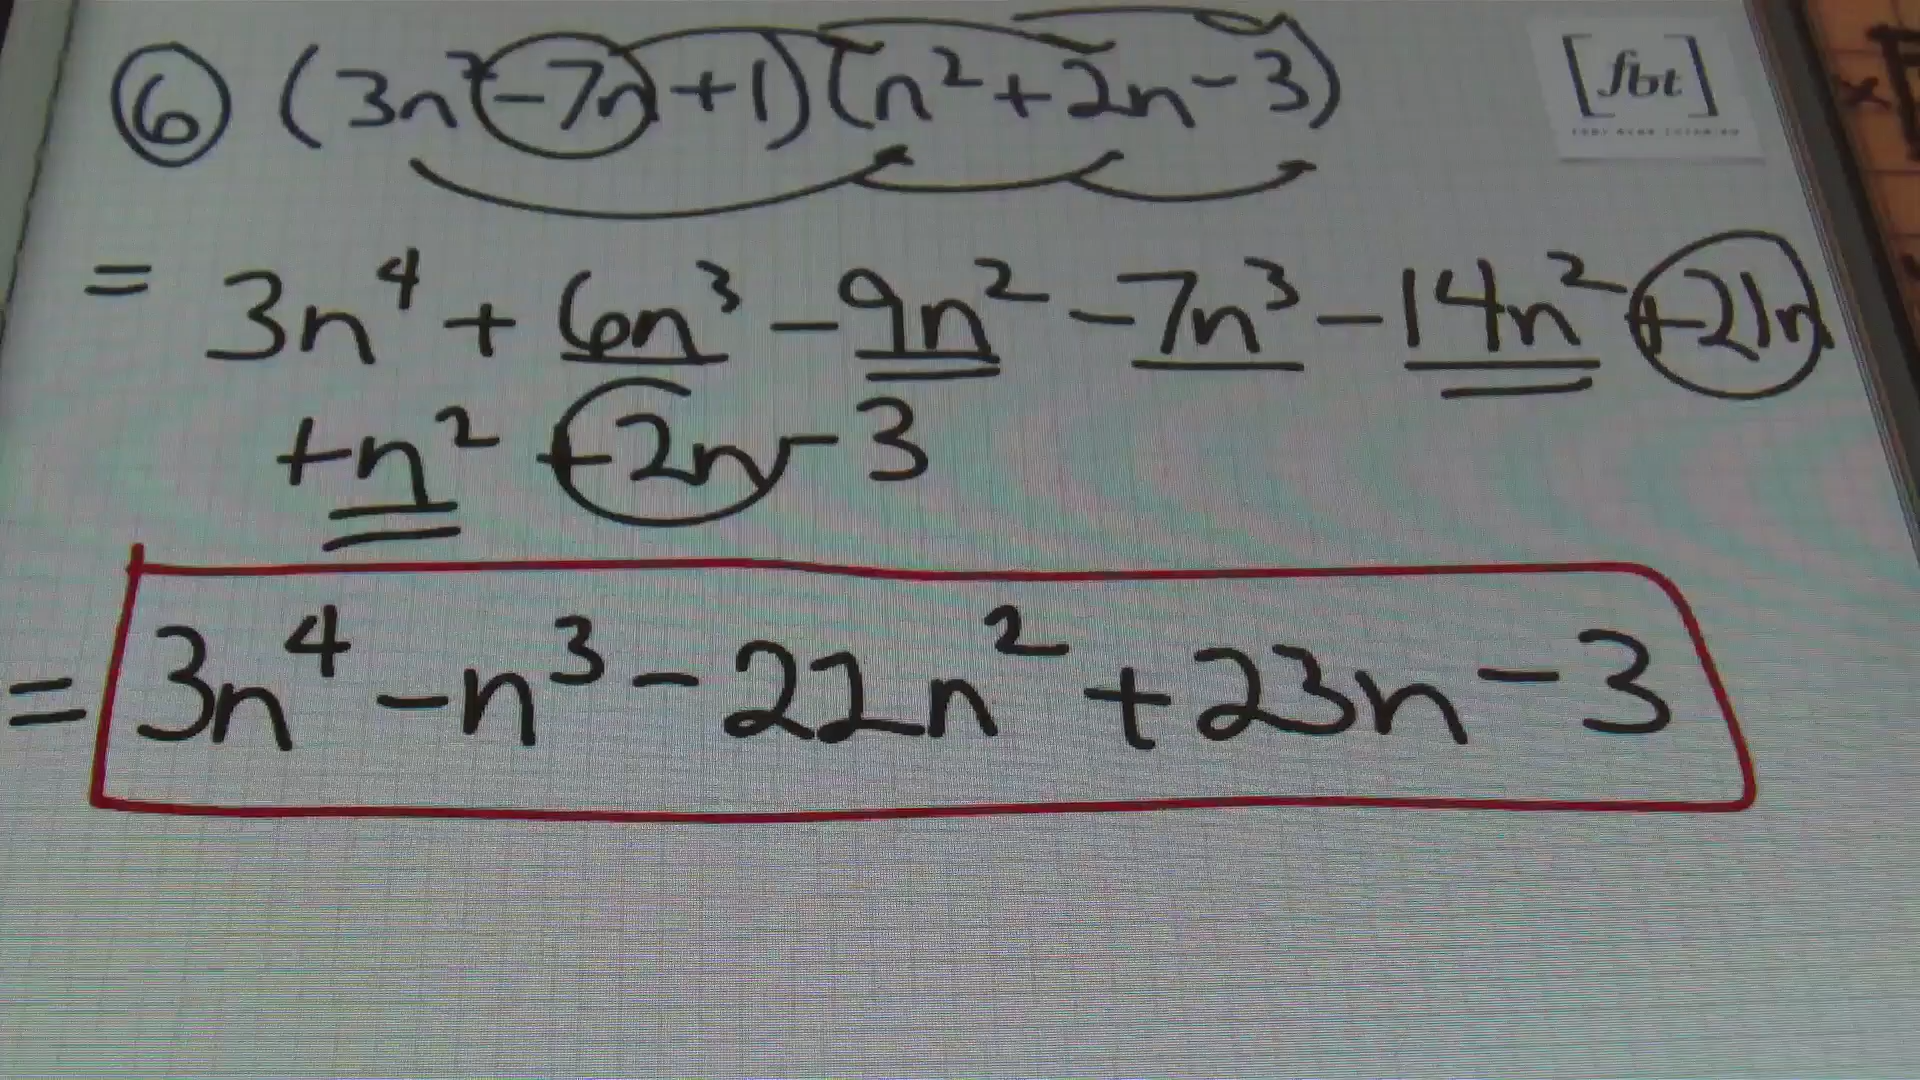 ⑥ (3n² - 7n + 1)(n² + 2n - 3)
[fbt]
= 3n⁴ + 6n³ - 9n² - 7n³ - 14n² + 21n
+ n² + 2n - 3
= 3n⁴ - n³ - 22n² + 23n - 3